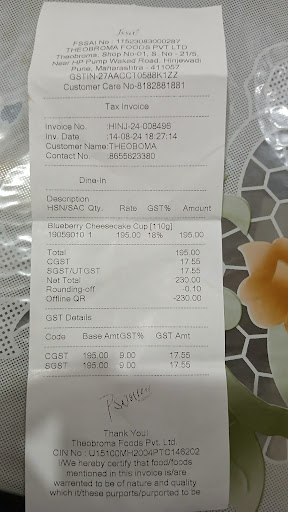 FSSAI No : 11523083000287
THEOBROMA FOODS PVT LTD
Theobroma, Shop No-01, S. No - 21/5,
Near HP Pump Wakad Road, Hinjewadi
Pune, Maharashtra - 411057
GSTIN-27AACCT0588K1ZZ
Customer Care No-8182881881
Tax Invoice
Invoice No. :HINJ-24-008496
Inv. Date :14-08-24 18:27:14
Customer Name:THEOBOMA
Contact No. :8655623380
Dine-In
Description
HSN/SAC Qty. Rate GST% Amount
Blueberry Cheesecake Cup [110g]
19059010 1 195.00 18% 195.00
Total 195.00
CGST 17.55
SGST/UTGST 17.55
Net Total 230.00
Rounding-off -0.10
Offline QR -230.00
GST Details
Code Base Amt GST% GST Amt
CGST 195.00 9.00 17.55
SGST 195.00 9.00 17.55
Thank You!
Theobroma Foods Pvt. Ltd.
CIN No : U15100MH2004PTC146202
I/We hereby certify that food/foods
mentioned in this invoice is/are
warrented to be of nature and quality
which it/these purports/purported to be